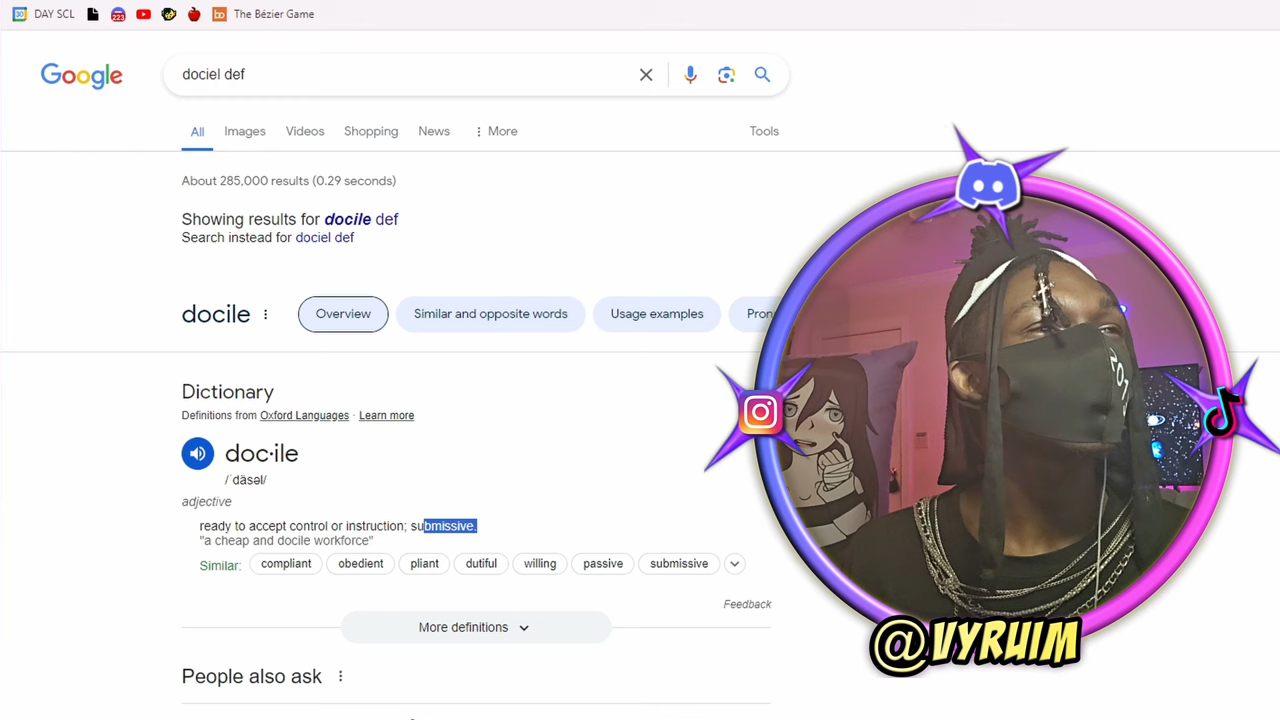 DAY SCL
223
The Bézier Game
Google
dociel def
All
Images
Videos
Shopping
News
More
Tools
About 285,000 results (0.29 seconds)
Showing results for docile def
Search instead for dociel def
docile
Overview
Similar and opposite words
Usage examples
Pron
Dictionary
Definitions from Oxford Languages · Learn more
doc·ile
/ˈdäsəl/
adjective
ready to accept control or instruction; submissive.
"a cheap and docile workforce"
Similar:
compliant
obedient
pliant
dutiful
willing
passive
submissive
Feedback
More definitions
People also ask
@VYRUIM